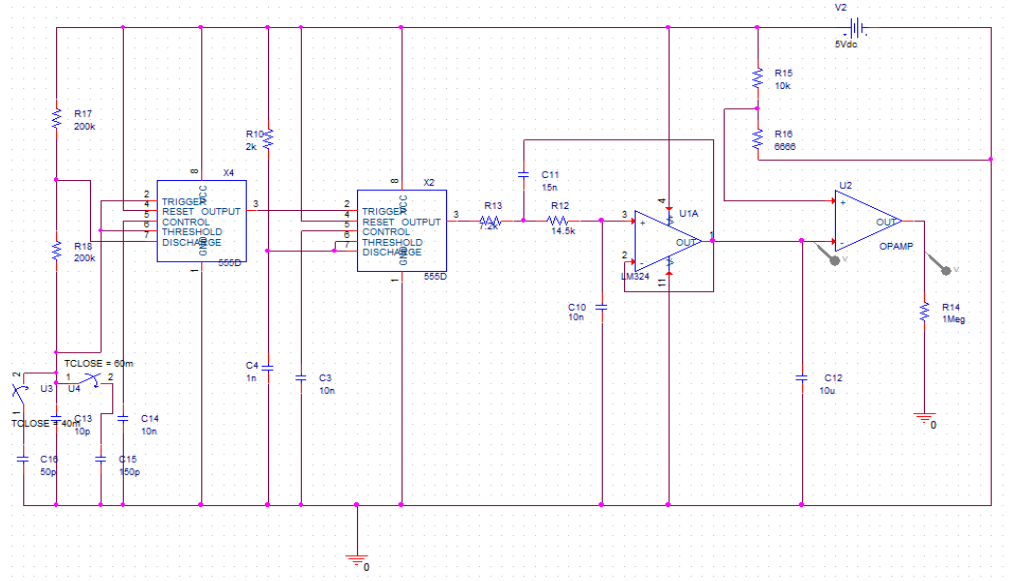 V2
5Vdc
R15
10k
R17
200k
R10
2k
R16
6666
8
X4
8
X2
C11
15n
U2
2
TRIGGER
VCC
4
RESET
OUTPUT
3
5
CONTROL
6
THRESHOLD
7
DISCHARGE
GND
1
555D
2
TRIGGER
VCC
4
RESET
OUTPUT
3
5
CONTROL
6
THRESHOLD
7
DISCHARGE
GND
1
555D
R13
7.2k
R12
14.5k
3
+
4
V+
U1A
OUT
1
2
-
V-
11
LM324
+
OUT
-
OPAMP
V
V
R18
200k
C10
10n
R14
1Meg
TCLOSE = 60m
C4
1n
C3
10n
C12
10u
2
U3
1
U4
1
2
TCLOSE = 40m
C13
10p
C14
10n
C16
50p
C15
150p
0
0